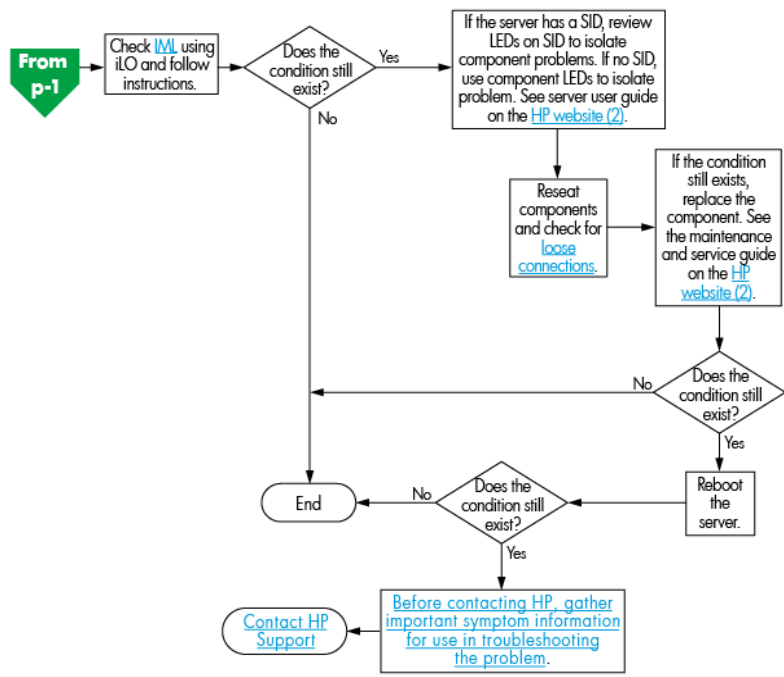 From
p-1
Check IML using
iLO and follow
instructions.
Does the
condition still
exist?
Yes
No
If the server has a SID, review
LEDs on SID to isolate
component problems. If no SID,
use component LEDs to isolate
problem. See server user guide
on the HP website (2).
Reseat
components
and check for
loose
connections.
If the condition
still exists,
replace the
component. See
the maintenance
and service guide
on the HP
website (2).
Does the
condition still
exist?
No
Yes
Reboot
the
server.
Does the
condition still
exist?
No
Yes
End
Before contacting HP, gather
important symptom information
for use in troubleshooting
the problem.
Contact HP
Support